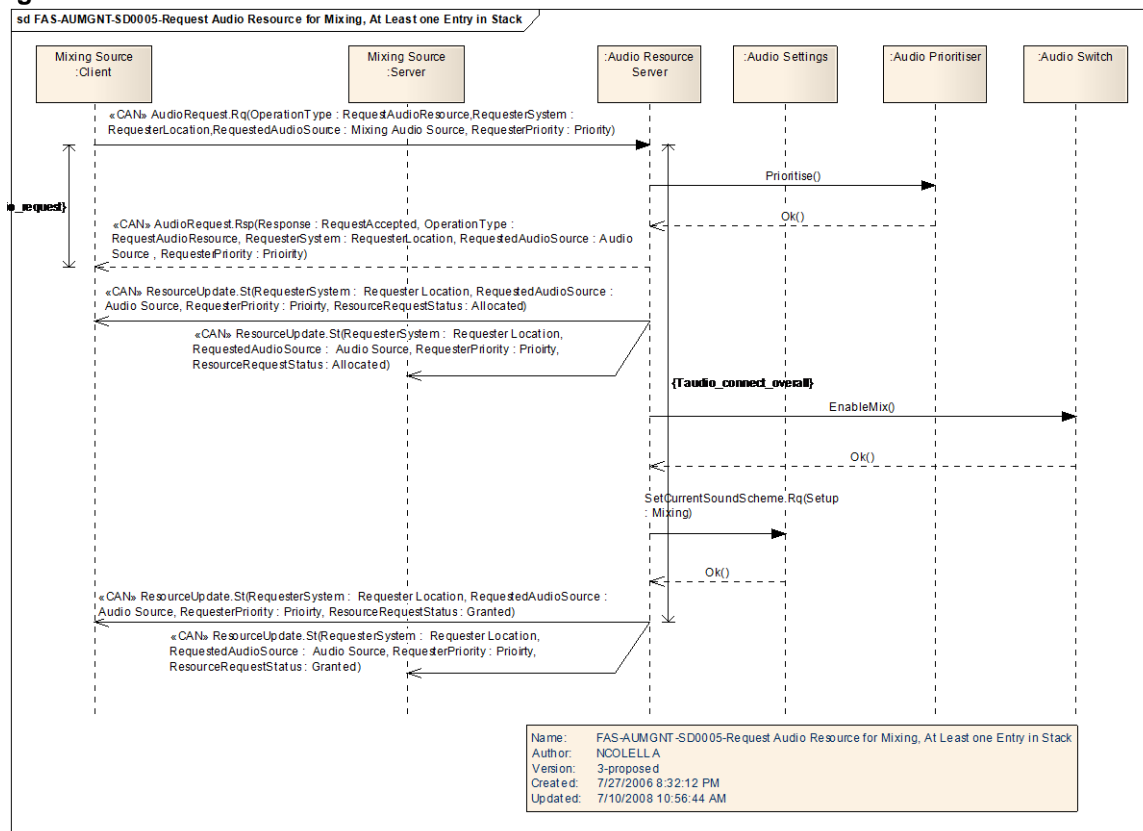 sd FAS-AUMGNT-SD0005-Request Audio Resource for Mixing, At Least one Entry in Stack
Mixing Source
:Client
Mixing Source
:Server
:Audio Resource
Server
:Audio Settings
:Audio Prioritiser
:Audio Switch
«CAN» AudioRequest.Rq(OperationType : RequestAudioResource,RequesterSystem :
RequesterLocation,RequestedAudioSource : Mixing Audio Source, RequesterPriority : Priority)
Prioritise()
Ok()
«CAN» AudioRequest.Rsp(Response : RequestAccepted, OperationType :
RequestAudioResource, RequesterSystem : RequesterLocation, RequestedAudioSource : Audio
Source , RequesterPriority : Prioirity)
«CAN» ResourceUpdate.St(RequesterSystem : Requester Location, RequestedAudioSource :
Audio Source, RequesterPriority : Prioirty, ResourceRequestStatus : Allocated)
«CAN» ResourceUpdate.St(RequesterSystem : Requester Location,
RequestedAudioSource : Audio Source, RequesterPriority : Prioirty,
ResourceRequestStatus : Allocated)
{Taudio_connect_overall}
EnableMix()
Ok()
SetCurrentSoundScheme.Rq(Setup
: Mixing)
Ok()
«CAN» ResourceUpdate.St(RequesterSystem : Requester Location, RequestedAudioSource :
Audio Source, RequesterPriority : Prioirty, ResourceRequestStatus : Granted)
«CAN» ResourceUpdate.St(RequesterSystem : Requester Location,
RequestedAudioSource : Audio Source, RequesterPriority : Prioirty,
ResourceRequestStatus : Granted)
Name: FAS-AUMGNT-SD0005-Request Audio Resource for Mixing, At Least one Entry in Stack
Author: NCOLELLA
Version: 3-proposed
Created: 7/27/2006 8:32:12 PM
Updated: 7/10/2008 10:56:44 AM